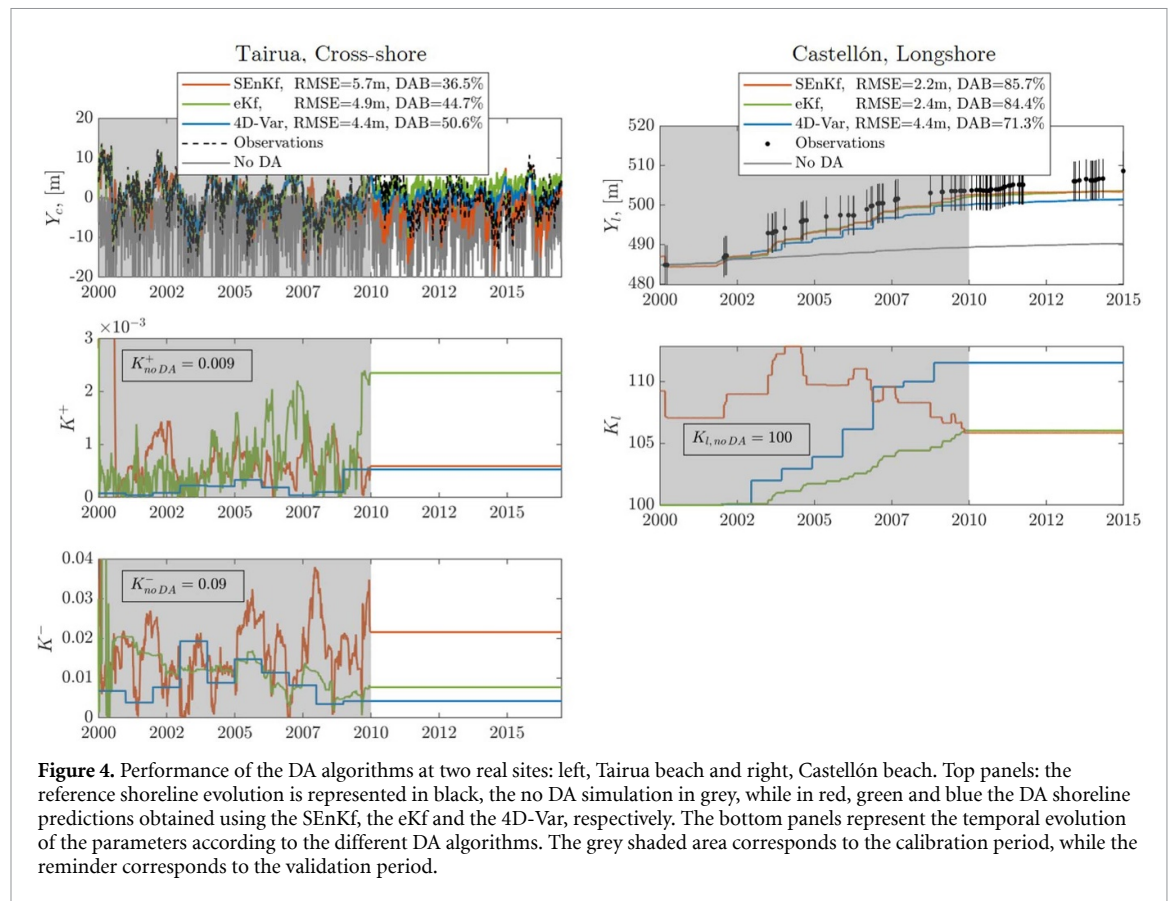 Tairua, Cross-shore
SEnKf, RMSE=5.7m, DAB=36.5%
eKf, RMSE=4.9m, DAB=44.7%
4D-Var, RMSE=4.4m, DAB=50.6%
Observations
No DA
20
10
0
-10
-20
Y_c, [m]
2000 2002 2005 2007 2010 2012 2015
×10^-3
3
2
1
0
K^+
K^+_no DA = 0.009
2000 2002 2005 2007 2010 2012 2015
0.04
0.03
0.02
0.01
0
K^-
K^-_no DA = 0.09
2000 2002 2005 2007 2010 2012 2015
Castellón, Longshore
SEnKf, RMSE=2.2m, DAB=85.7%
eKf, RMSE=2.4m, DAB=84.4%
4D-Var, RMSE=4.4m, DAB=71.3%
Observations
No DA
520
510
500
490
480
Y_l, [m]
2000 2002 2005 2007 2010 2012 2015
110
105
100
K_l
K_l,no DA = 100
2000 2002 2005 2007 2010 2012 2015
Figure 4. Performance of the DA algorithms at two real sites: left, Tairua beach and right, Castellón beach. Top panels: the
reference shoreline evolution is represented in black, the no DA simulation in grey, while in red, green and blue the DA shoreline
predictions obtained using the SEnKf, the eKf and the 4D-Var, respectively. The bottom panels represent the temporal evolution
of the parameters according to the different DA algorithms. The grey shaded area corresponds to the calibration period, while the
reminder corresponds to the validation period.